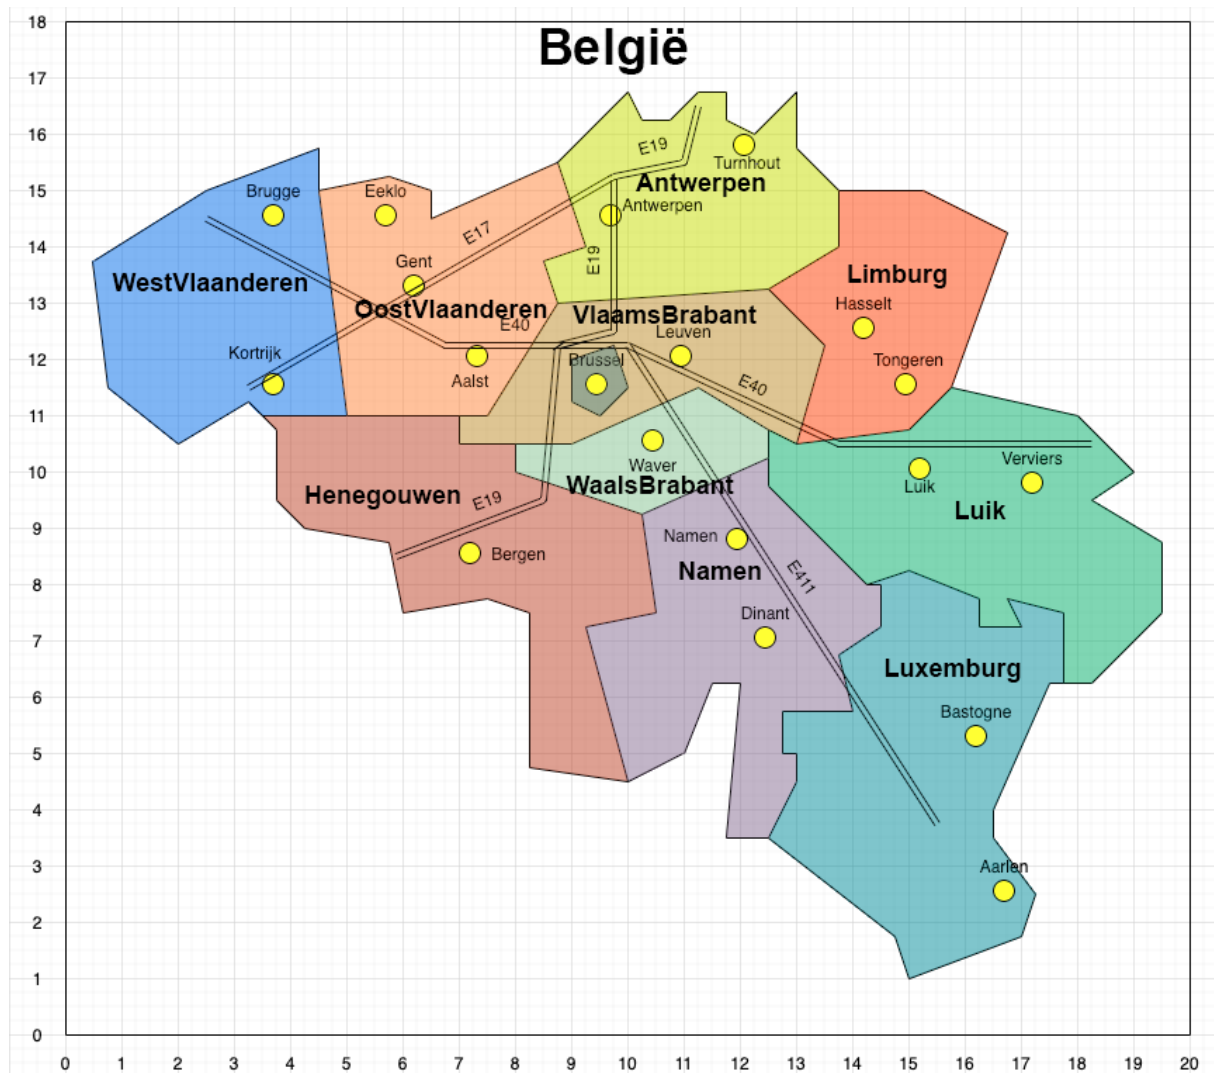 België
18
17
16
15
14
13
12
11
10
9
8
7
6
5
4
3
2
1
0
E19
Turnhout
Antwerpen
Antwerpen
Brugge
Eeklo
E17
Gent
E19
WestVlaanderen
OostVlaanderen
E40
Limburg
Hasselt
VlaamsBrabant
Leuven
Kortrijk
Aalst
Brussel
E40
Tongeren
Waver
WaalsBrabant
Verviers
Luik
Luik
Henegouwen
E19
Bergen
Namen
Namen
E411
Dinant
Luxemburg
Bastogne
Aarlen
0 1 2 3 4 5 6 7 8 9 10 11 12 13 14 15 16 17 18 19 20